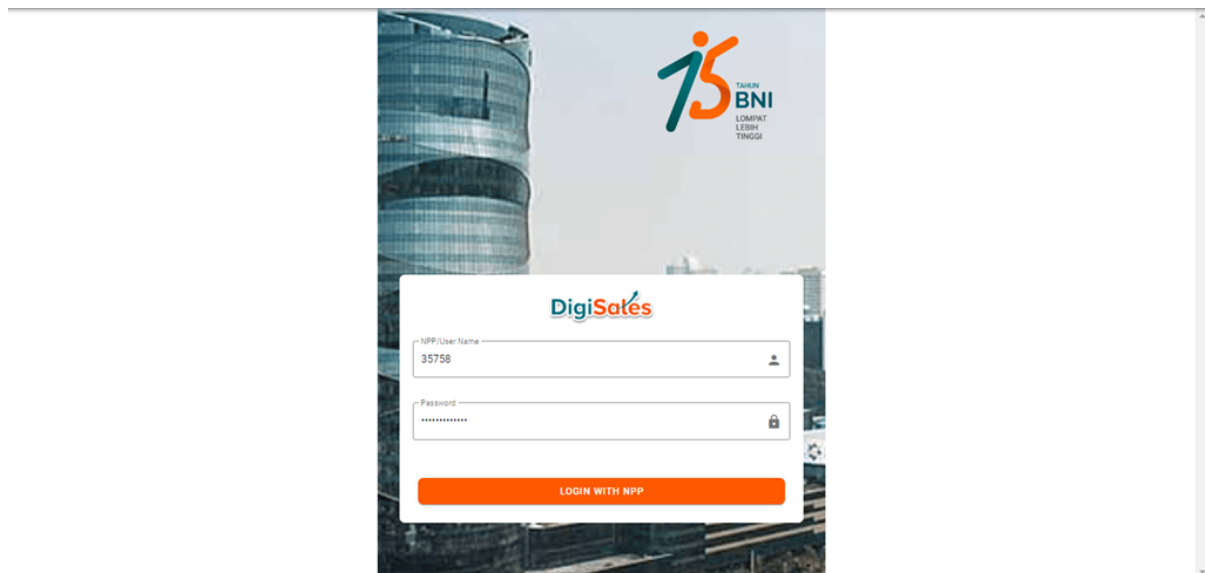 75
TAHUN
BNI
LOMPAT
LEBIH
TINGGI
DigiSales
NPP/User Name
35758
Password
•••••••••••••
LOGIN WITH NPP